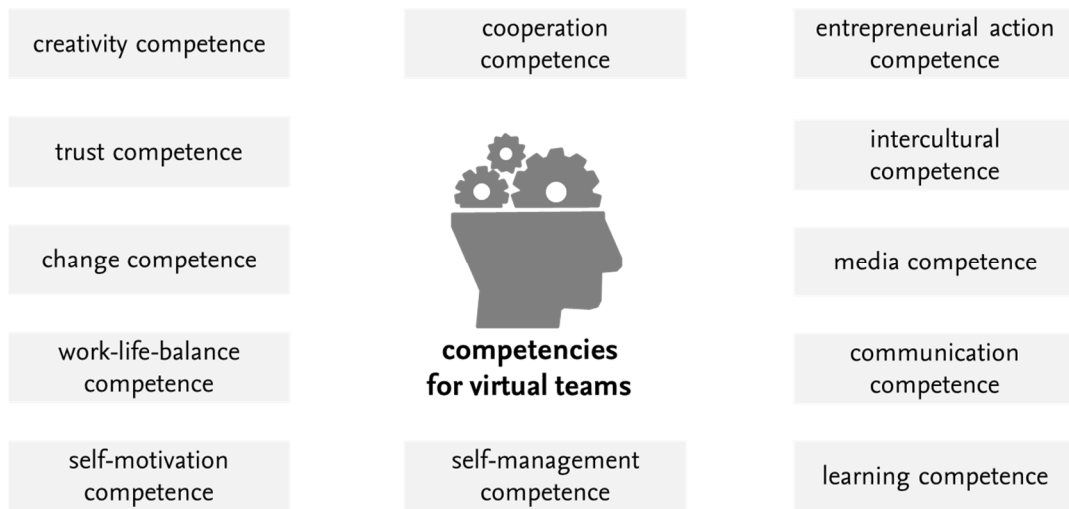 creativity competence
cooperation
competence
entrepreneurial action
competence
trust competence
intercultural
competence
change competence
media competence
work-life-balance
competence
competencies
for virtual teams
communication
competence
self-motivation
competence
self-management
competence
learning competence